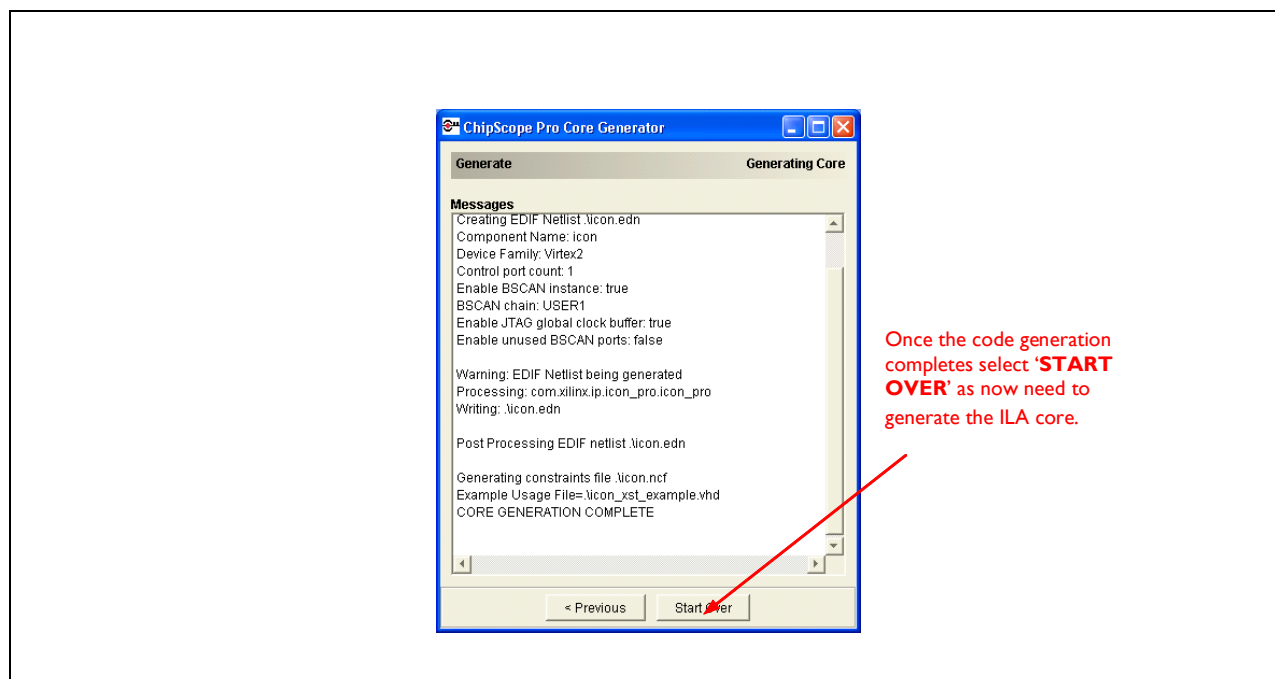 ChipScope Pro Core Generator
Generate Generating Core
Messages
Creating EDIF Netlist .\icon.edn
Component Name: icon
Device Family: Virtex2
Control port count: 1
Enable BSCAN instance: true
BSCAN chain: USER1
Enable JTAG global clock buffer: true
Enable unused BSCAN ports: false
Warning: EDIF Netlist being generated
Processing: com.xilinx.ip.icon_pro.icon_pro
Writing: .\icon.edn
Post Processing EDIF netlist .\icon.edn
Generating constraints file .\icon.ncf
Example Usage File=.\icon_xst_example.vhd
CORE GENERATION COMPLETE
< Previous Start Over
Once the code generation
completes select ‘START
OVER’ as now need to
generate the ILA core.